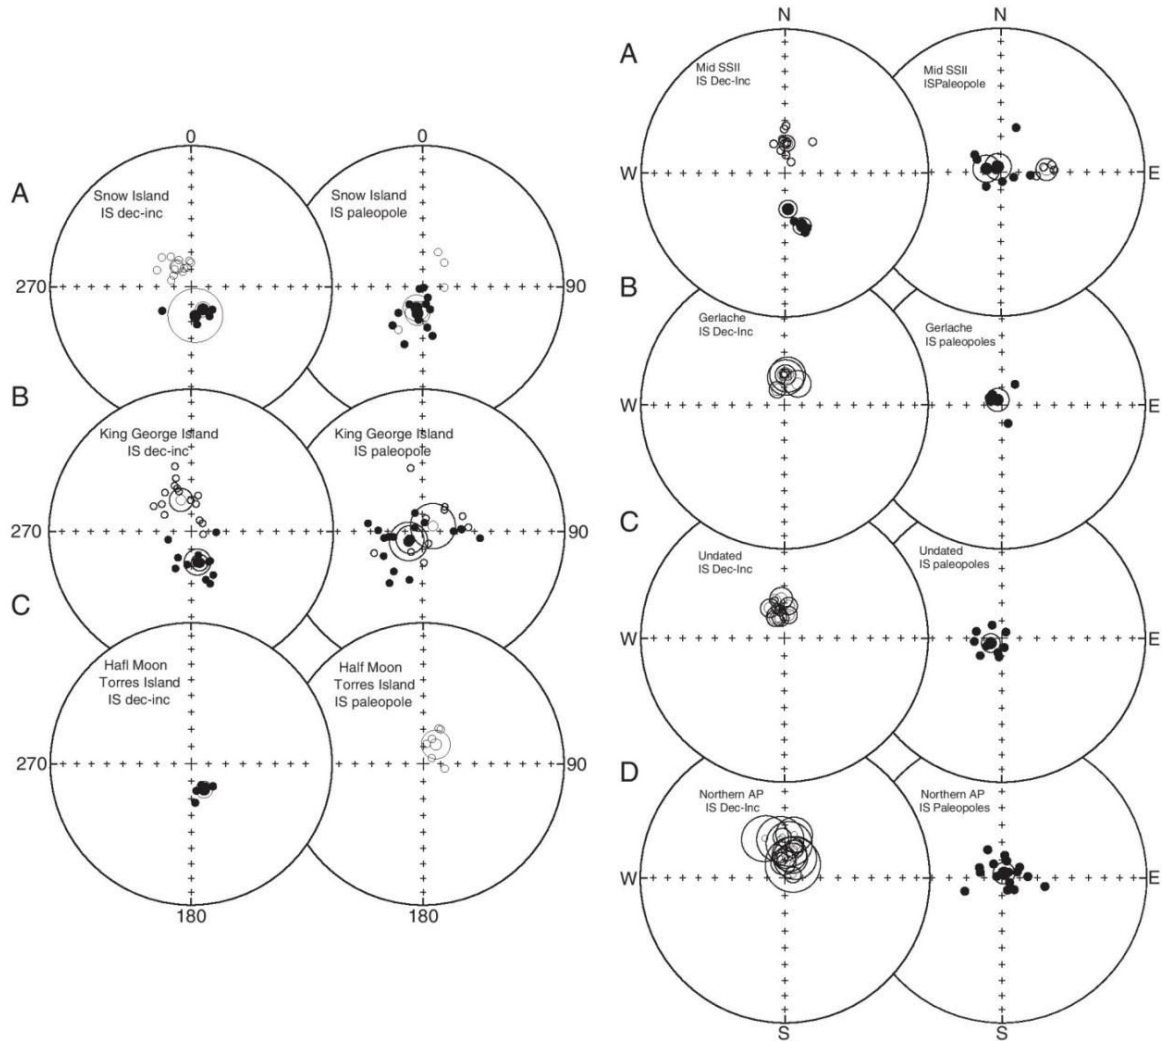 0
0
A
Snow Island
IS dec-inc
Snow Island
IS paleopole
270
90
B
King George Island
IS dec-inc
King George Island
IS paleopole
270
90
C
Hafl Moon
Torres Island
IS dec-inc
Half Moon
Torres Island
IS paleopole
270
90
180
180
N
N
A
Mid SSII
IS Dec-Inc
Mid SSII
ISPaleopole
W
E
B
Gerlache
IS Dec-Inc
Gerlache
IS paleopoles
W
E
C
Undated
IS Dec-Inc
Undated
IS paleopoles
W
E
D
Northern AP
IS Dec-Inc
Northern AP
IS Paleopoles
W
E
S
S